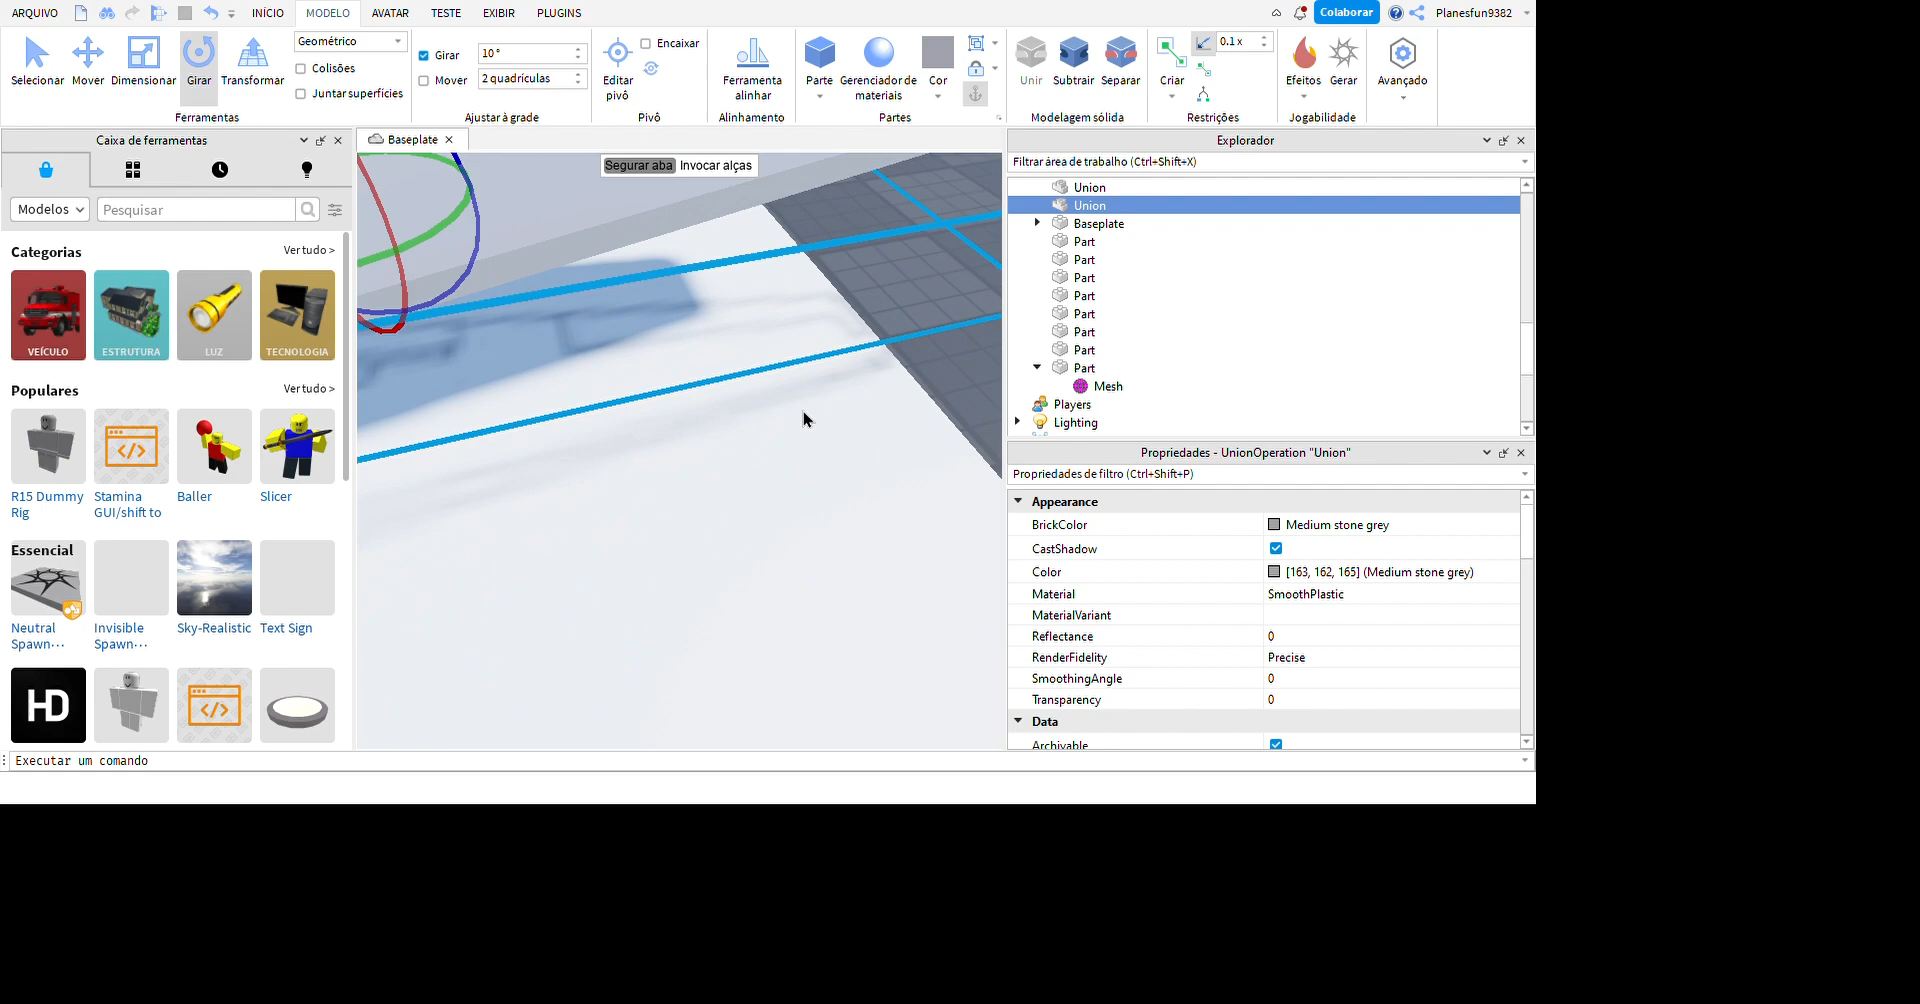 ARQUIVO
INÍCIO
MODELO
AVATAR
TESTE
EXIBIR
PLUGINS
Colaborar
Planesfun9382
Selecionar
Mover
Dimensionar
Girar
Transformar
Geométrico
Colisões
Juntar superfícies
Ferramentas
Girar
10 °
Mover
2 quadrículas
Ajustar à grade
Editar
pivô
Encaixar
Pivô
Ferramenta
alinhar
Alinhamento
Parte
Gerenciador de
materiais
Cor
Partes
Unir
Subtrair
Separar
Modelagem sólida
Criar
0.1 x
Restrições
Efeitos
Gerar
Jogabilidade
Avançado
Caixa de ferramentas
Modelos
Pesquisar
Categorias
Ver tudo >
VEÍCULO
ESTRUTURA
LUZ
TECNOLOGIA
Populares
Ver tudo >
R15 Dummy
Rig
Stamina
GUI/shift to
Baller
Slicer
Essencial
Neutral
Spawn...
Invisible
Spawn...
Sky-Realistic
Text Sign
HD
Baseplate
Segurar aba
Invocar alças
Explorador
Filtrar área de trabalho (Ctrl+Shift+X)
Union
Union
Baseplate
Part
Part
Part
Part
Part
Part
Part
Part
Mesh
Players
Lighting
Propriedades - UnionOperation "Union"
Propriedades de filtro (Ctrl+Shift+P)
Appearance
BrickColor
Medium stone grey
CastShadow
Color
[163, 162, 165] (Medium stone grey)
Material
SmoothPlastic
MaterialVariant
Reflectance
0
RenderFidelity
Precise
SmoothingAngle
0
Transparency
0
Data
Archivable
Executar um comando